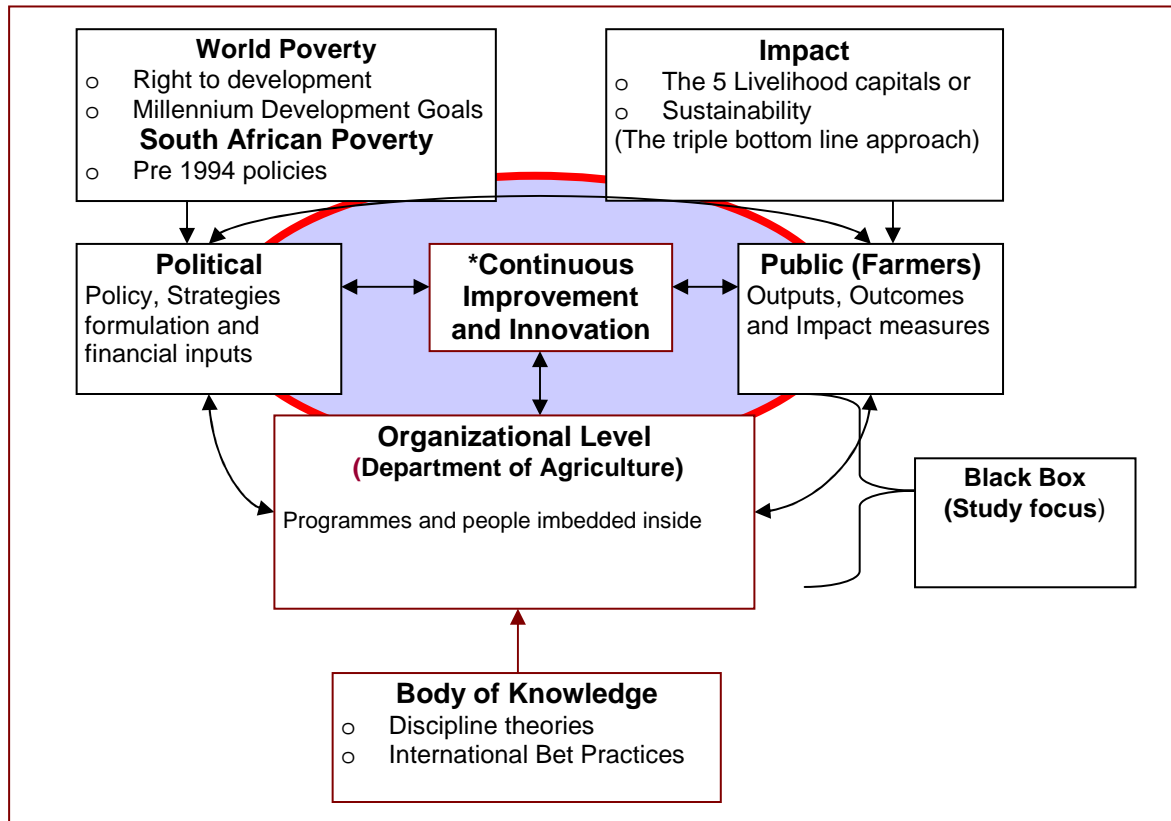 World Poverty
o Right to development
o Millennium Development Goals
South African Poverty
o Pre 1994 policies
Impact
o The 5 Livelihood capitals or
o Sustainability
(The triple bottom line approach)
Political
Policy, Strategies
formulation and
financial inputs
*Continuous
Improvement
and Innovation
Public (Farmers)
Outputs, Outcomes
and Impact measures
Organizational Level
(Department of Agriculture)
Programmes and people imbedded inside
Black Box
(Study focus)
Body of Knowledge
o Discipline theories
o International Bet Practices